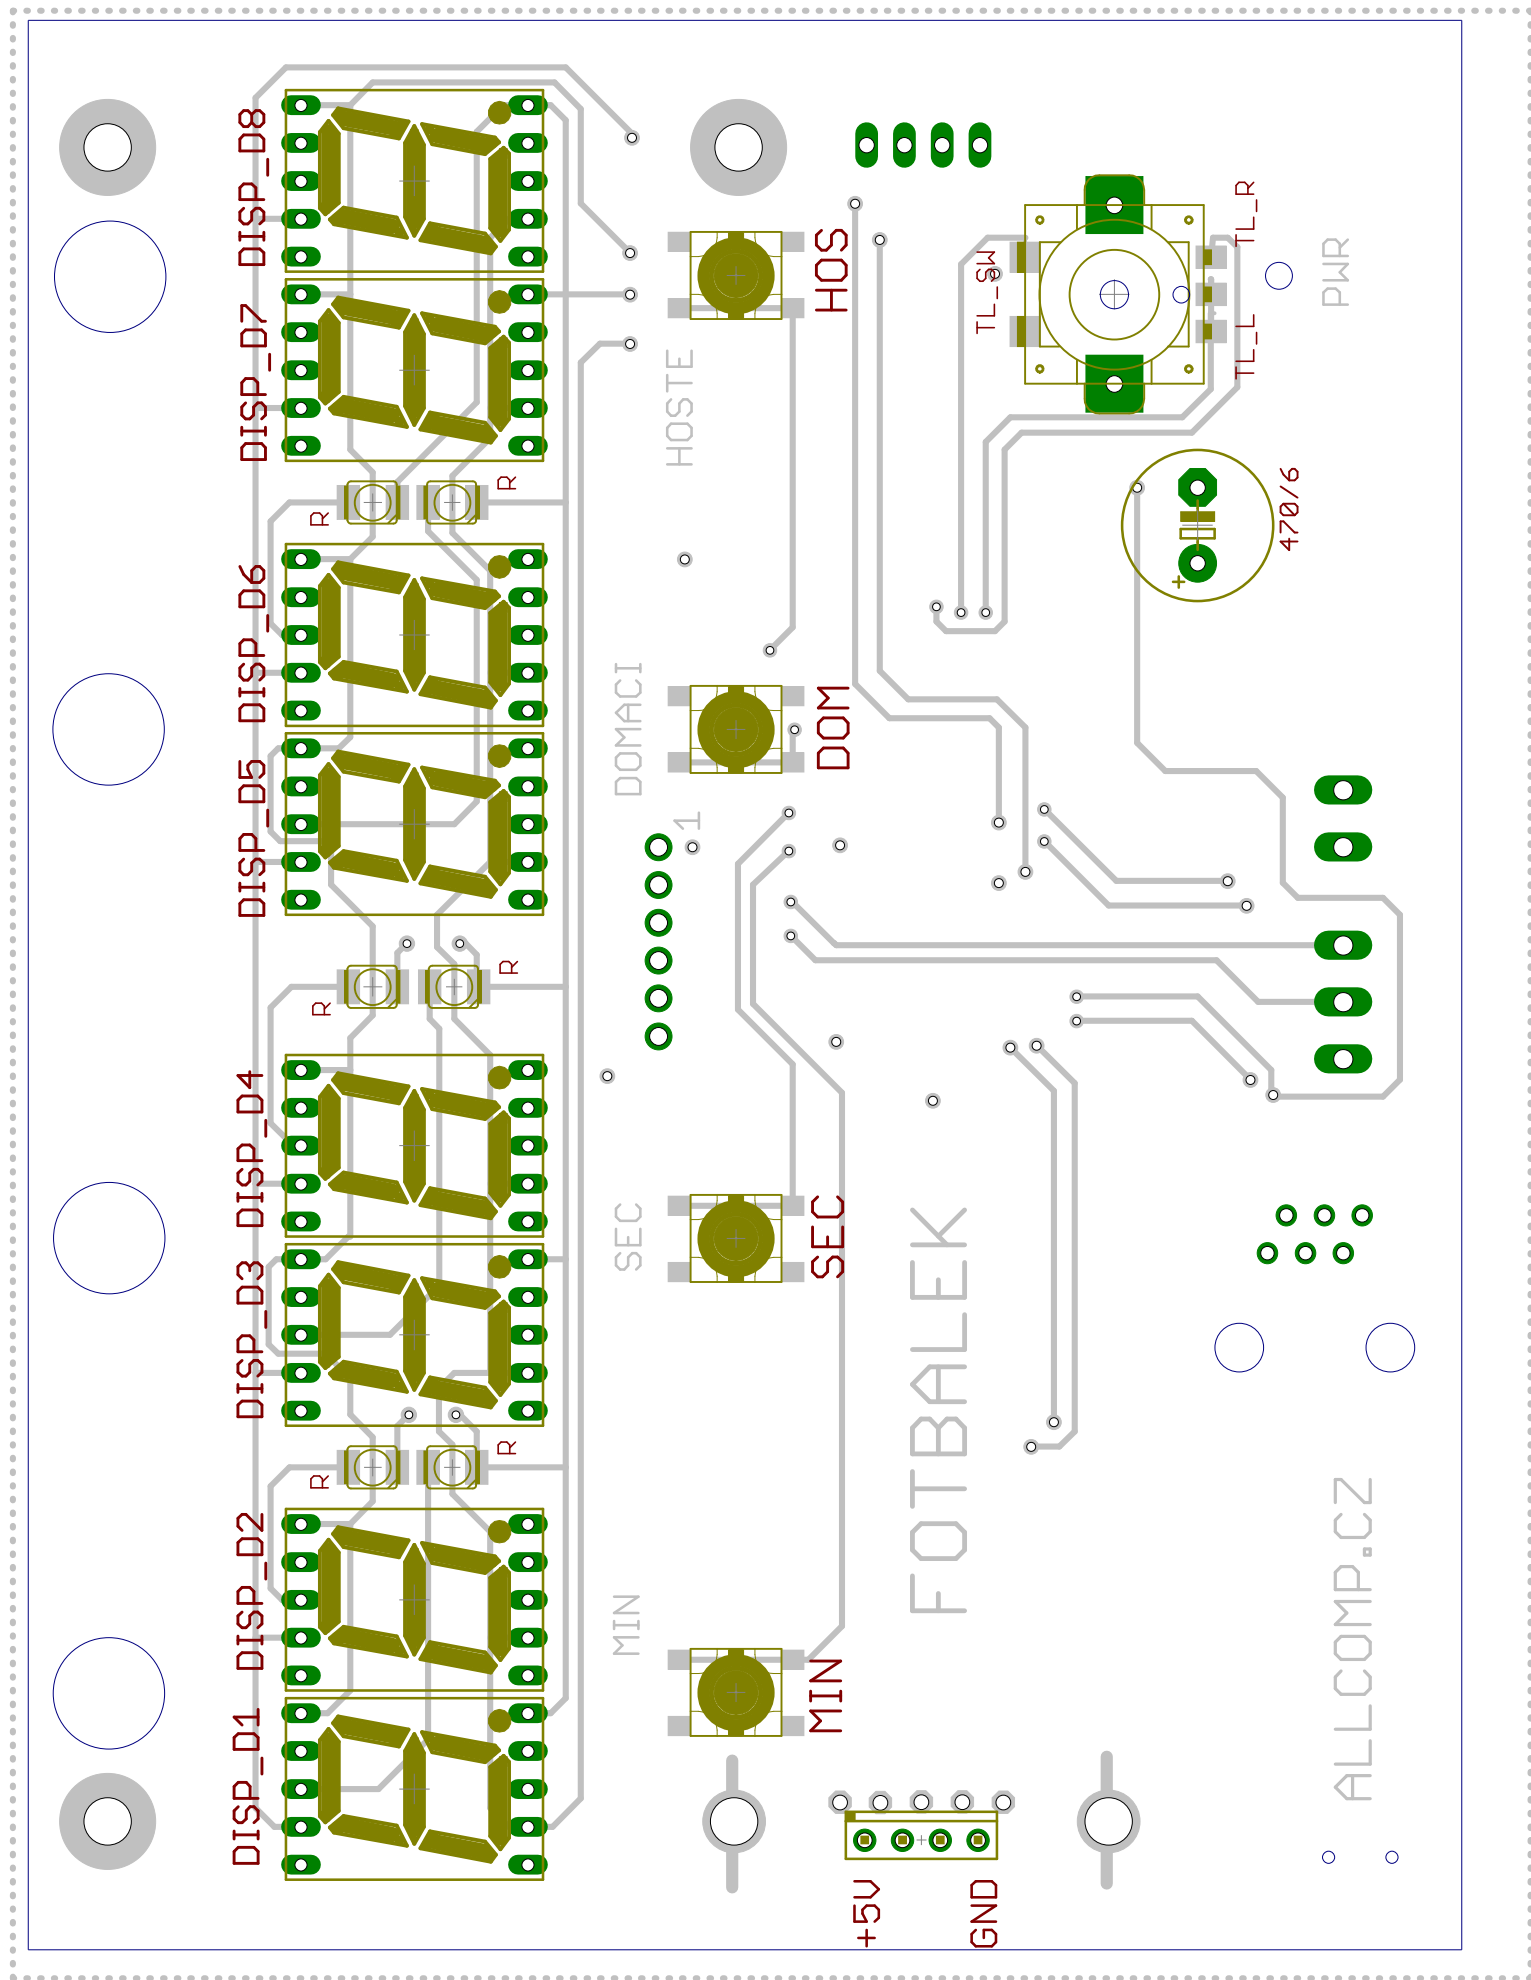 DISP_D8
DISP_D7
R
R
DISP_D6
DISP_D5
R
R
DISP_D4
DISP_D3
R
R
DISP_D2
DISP_D1
HOS
HOSTE
DOM
DOMACI
1
SEC
SEC
MIN
MIN
TL_SW
TL_R
TL_L
PWR
470/6
+
FOTBALEK
ALLCOMP.CZ
+5V
GND